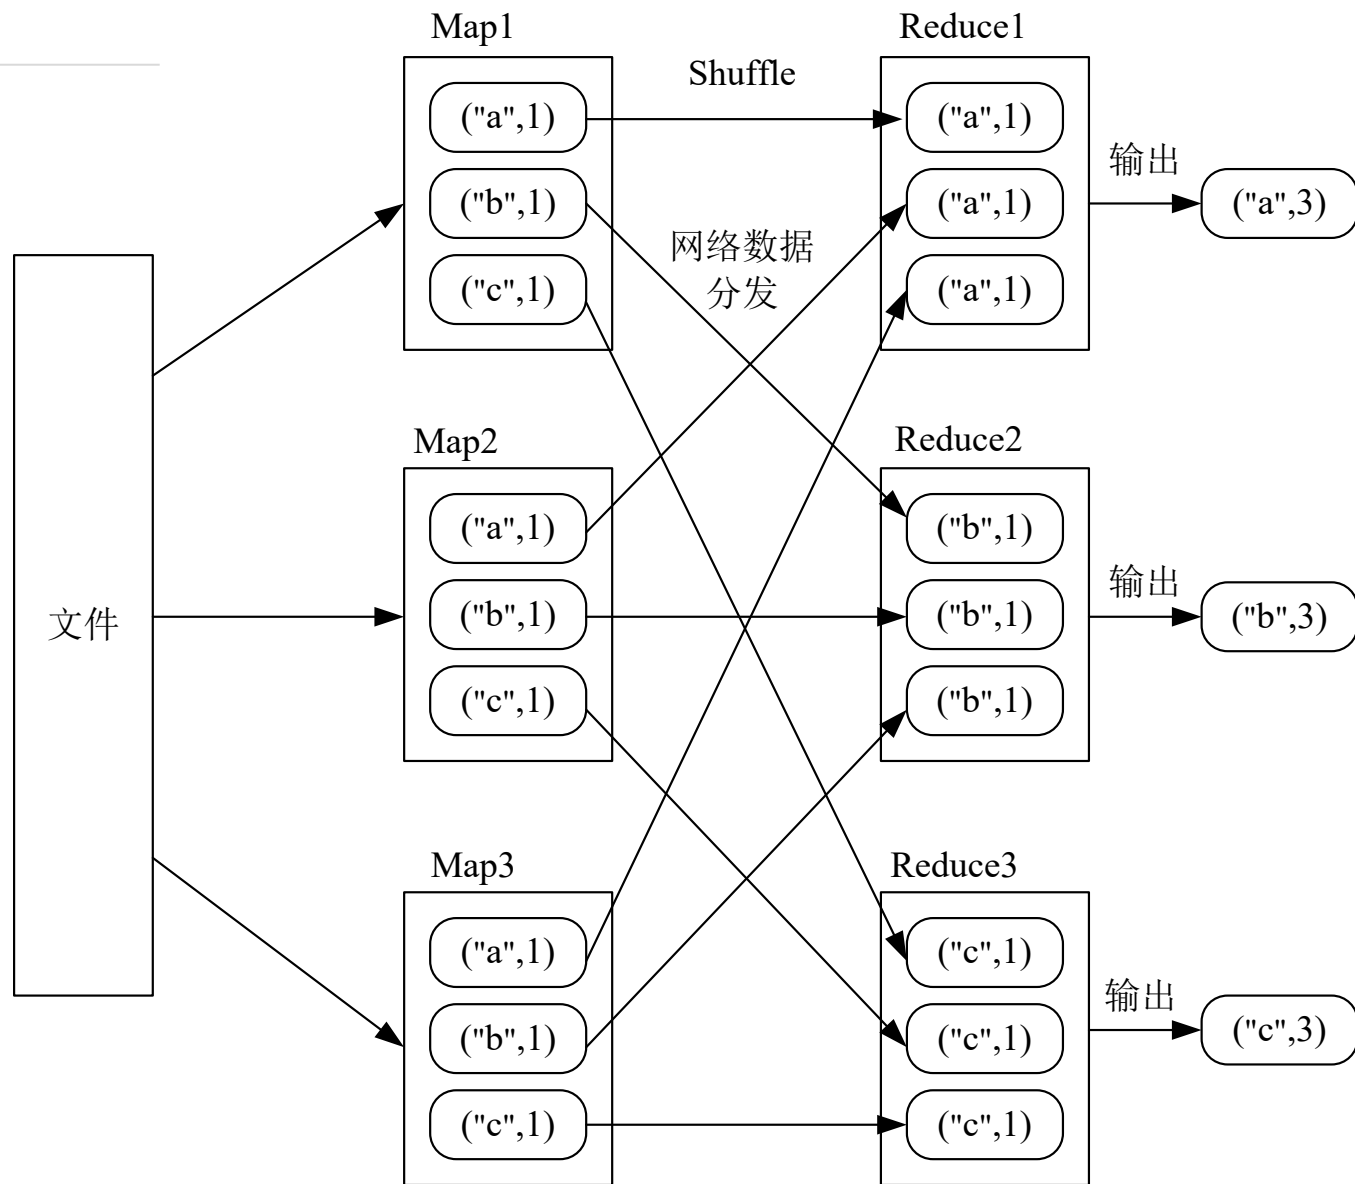 Map1
Reduce1
Shuffle
("a",1)
("b",1)
("c",1)
网络数据
分发
("a",1)
("a",1)
("a",1)
输出
("a",3)
文件
Map2
Reduce2
("a",1)
("b",1)
("c",1)
("b",1)
("b",1)
("b",1)
输出
("b",3)
Map3
Reduce3
("a",1)
("b",1)
("c",1)
("c",1)
("c",1)
("c",1)
输出
("c",3)